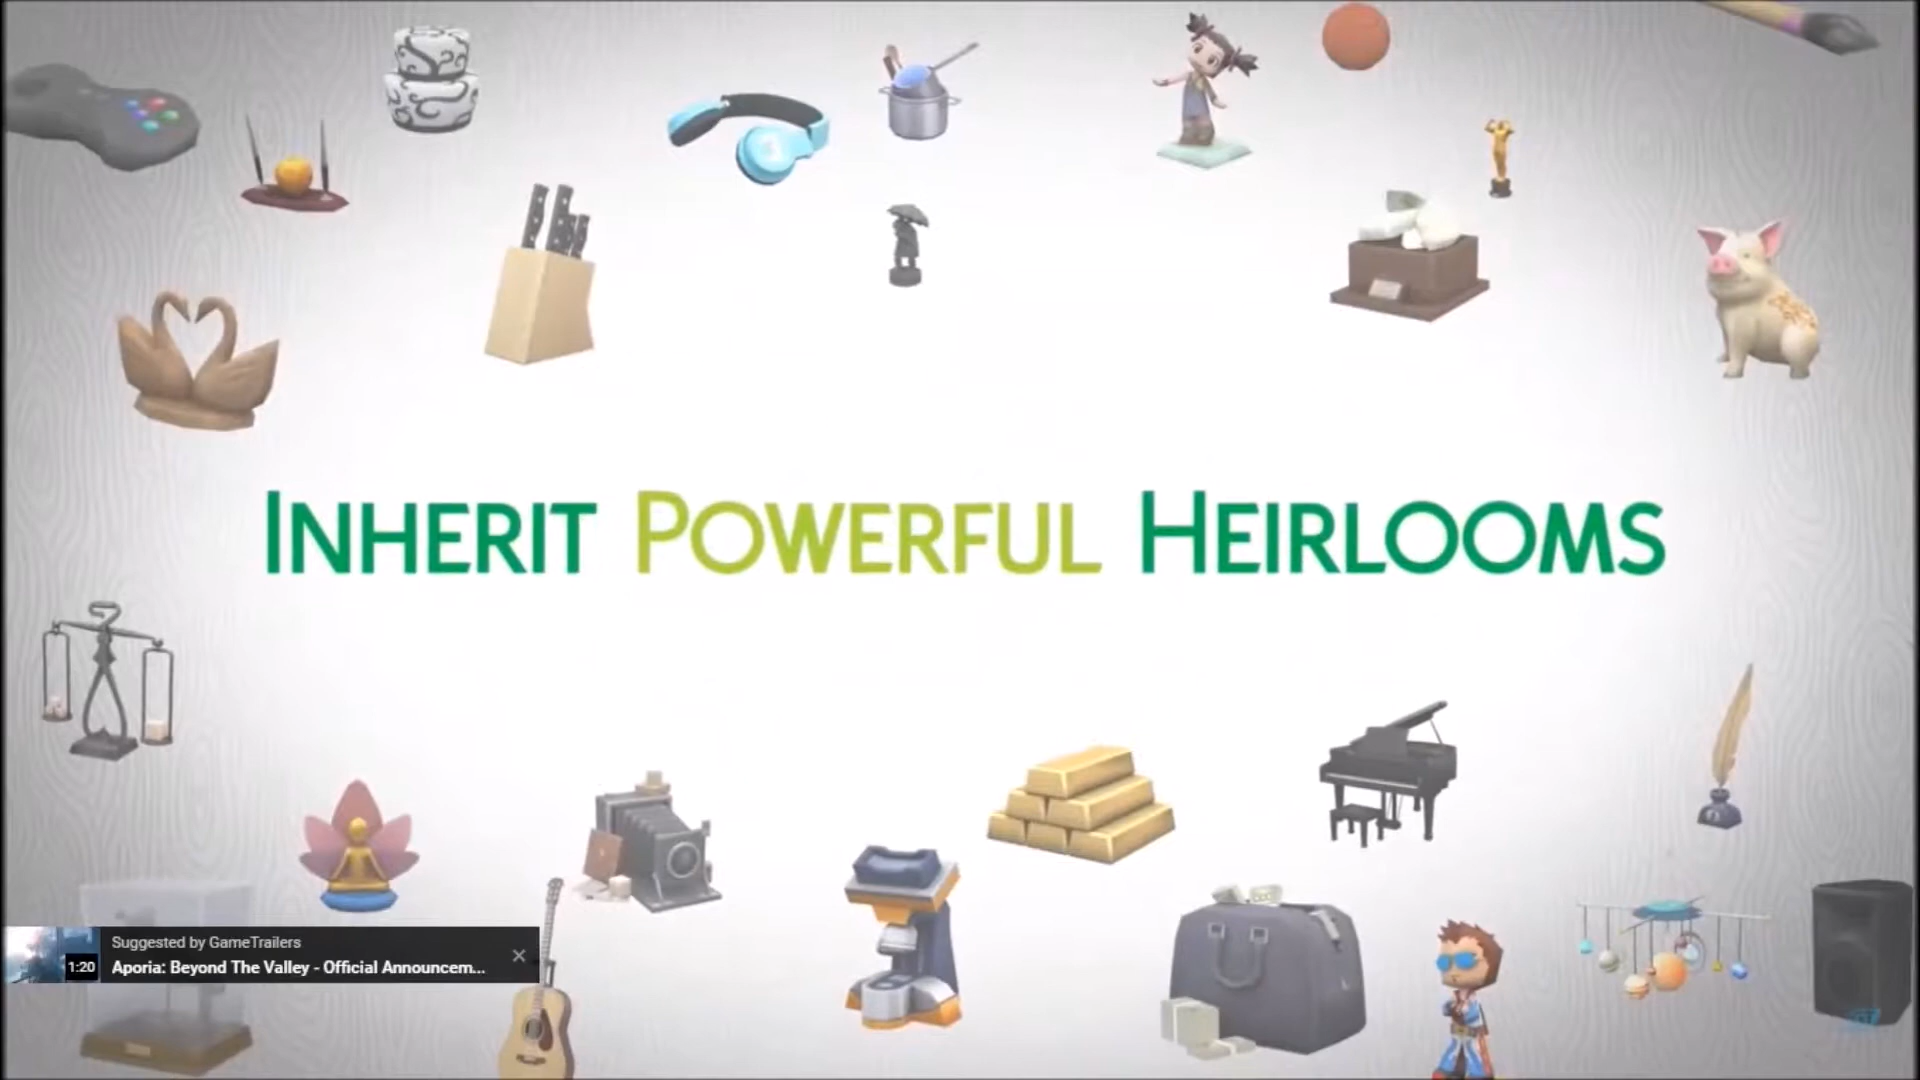 INHERIT POWERFUL HEIRLOOMS
Suggested by GameTrailers
1:20
Aporia: Beyond The Valley - Official Announcem...